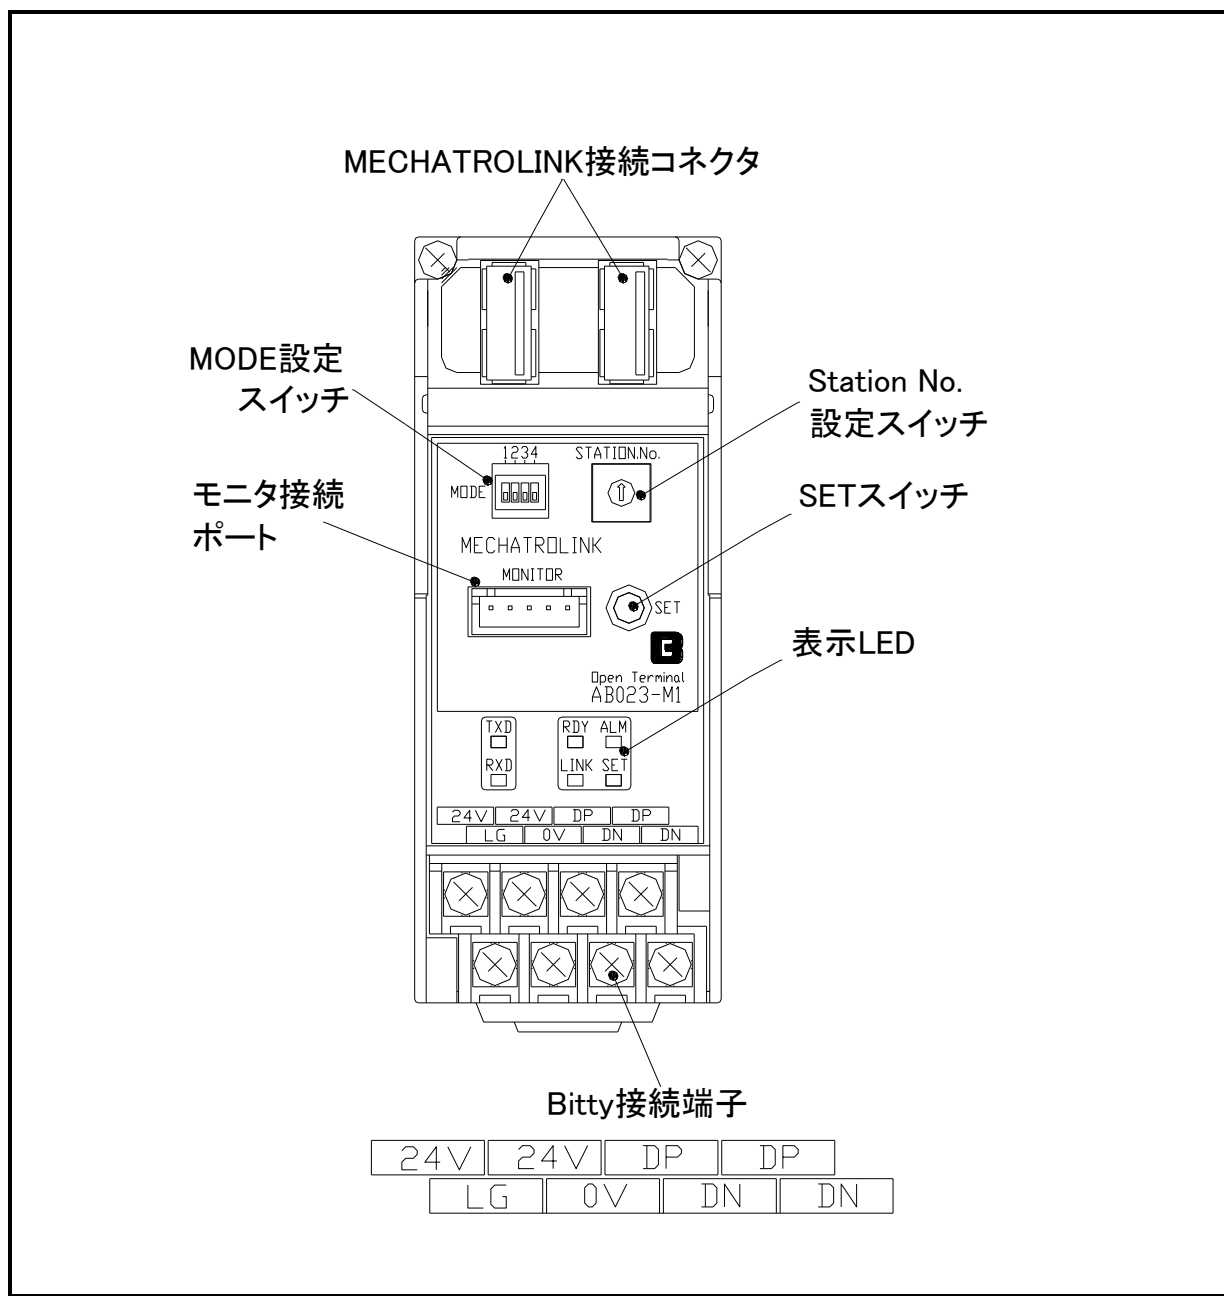 MECHATROLINK接続コネクタ
MODE設定
スイッチ
Station No.
設定スイッチ
モニタ接続
ポート
SETスイッチ
表示LED
1234
STATION.No.
MODE
MECHATROLINK
MONITOR
SET
Open Terminal
AB023-M1
TXD
RDY ALM
RXD
LINK SET
24V 24V DP DP
LG 0V DN DN
Bitty接続端子
24V 24V DP DP
LG 0V DN DN